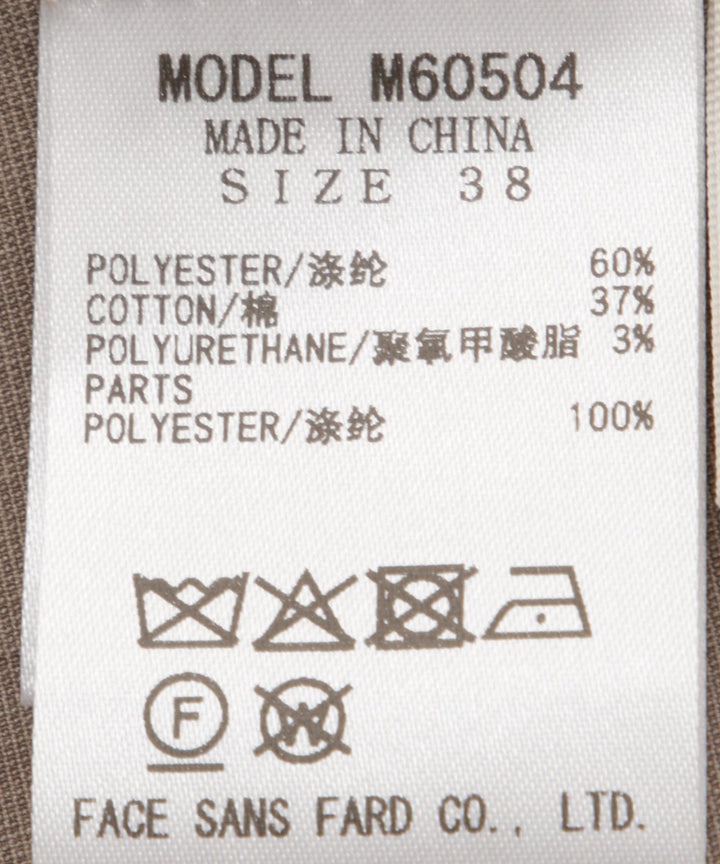 MODEL M60504
MADE IN CHINA
SIZE 38
POLYESTER/涤纶 60%
COTTON/棉 37%
POLYURETHANE/聚氧甲酸脂 3%
PARTS
POLYESTER/涤纶 100%
F W
FACE SANS FARD CO., LTD.